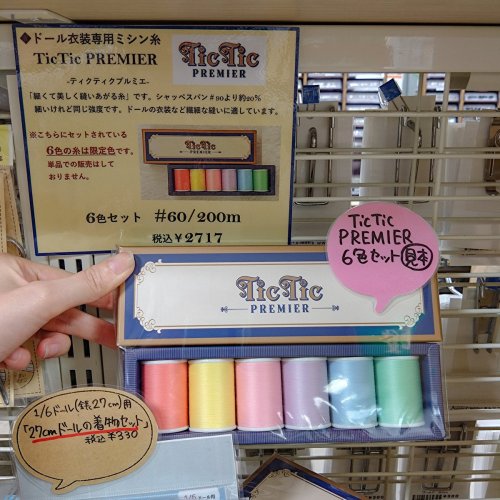 ◆ドール衣装専用ミシン糸
TicTic PREMIER
-ティクティクプルミエ-
TicTic
PREMIER
「細くて美しく縫いあがる糸」です。シャッペスパン#90より約20%
細いけれど同じ強度です。ドールの衣装など繊細な縫いに適しています。
※こちらにセットされている
6色の糸は限定色です。
単品での販売はして
おりません。
TicTic
PREMIER
6色セット #60/200m
税込¥2717
TicTic
PREMIER
6色セット 見本
TicTic
PREMIER
1/6ドール(全長27cm)用
「27cmドールの着物セット」
税込¥330